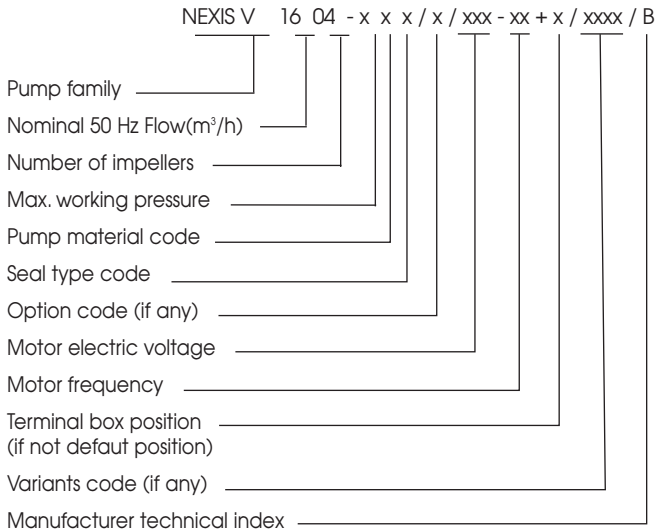 NEXIS V 16 04 - x x x / x / xxx - xx + x / xxxx / B
Pump family
Nominal 50 Hz Flow(m³/h)
Number of impellers
Max. working pressure
Pump material code
Seal type code
Option code (if any)
Motor electric voltage
Motor frequency
Terminal box position
(if not defaut position)
Variants code (if any)
Manufacturer technical index